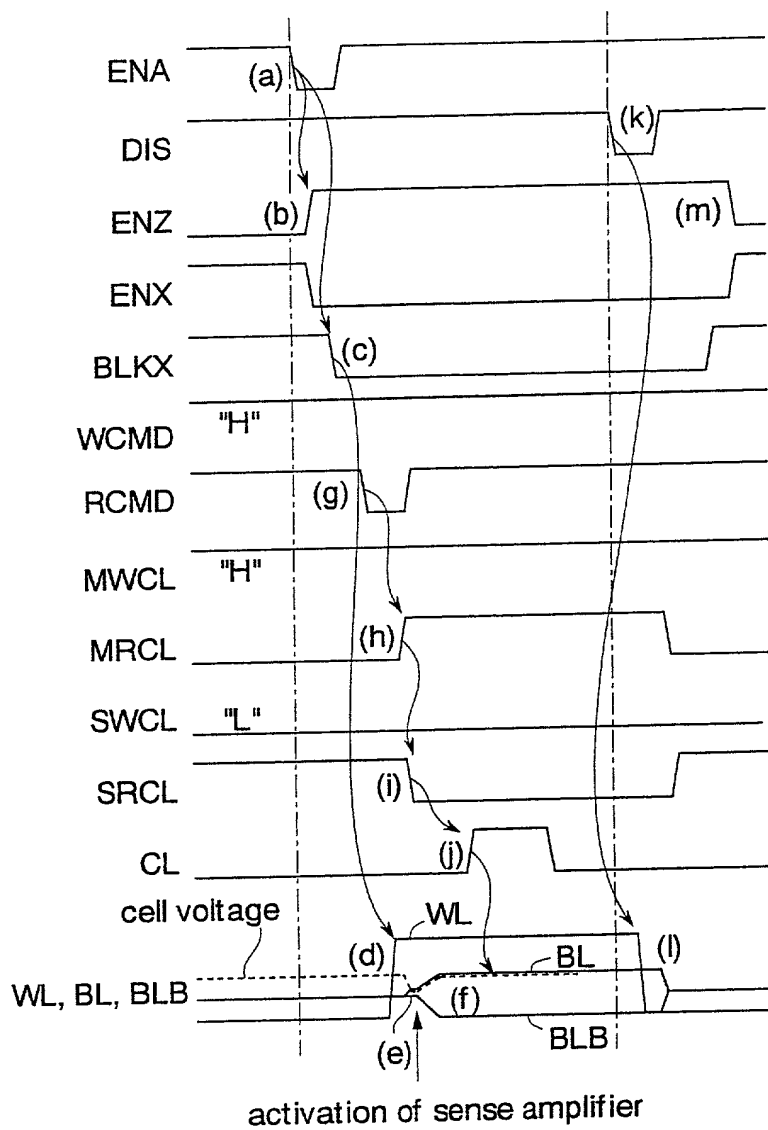 ENA
(a)
DIS
(k)
ENZ
(b)
(m)
ENX
BLKX
(c)
WCMD
"H"
RCMD
(g)
MWCL
"H"
MRCL
(h)
SWCL
"L"
SRCL
(i)
CL
(j)
cell voltage
WL
(d)
BL
(l)
WL, BL, BLB
(f)
(e)
BLB
activation of sense amplifier